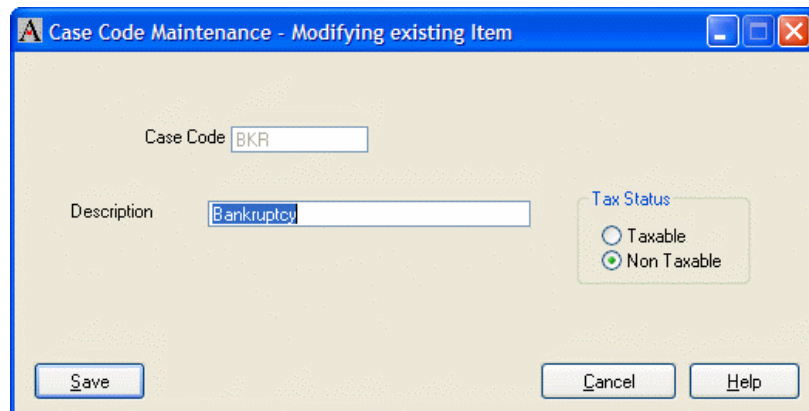 Case Code Maintenance - Modifying existing Item
Case Code BKR
Description Bankruptcy
Tax Status
Taxable
Non Taxable
Save Cancel Help